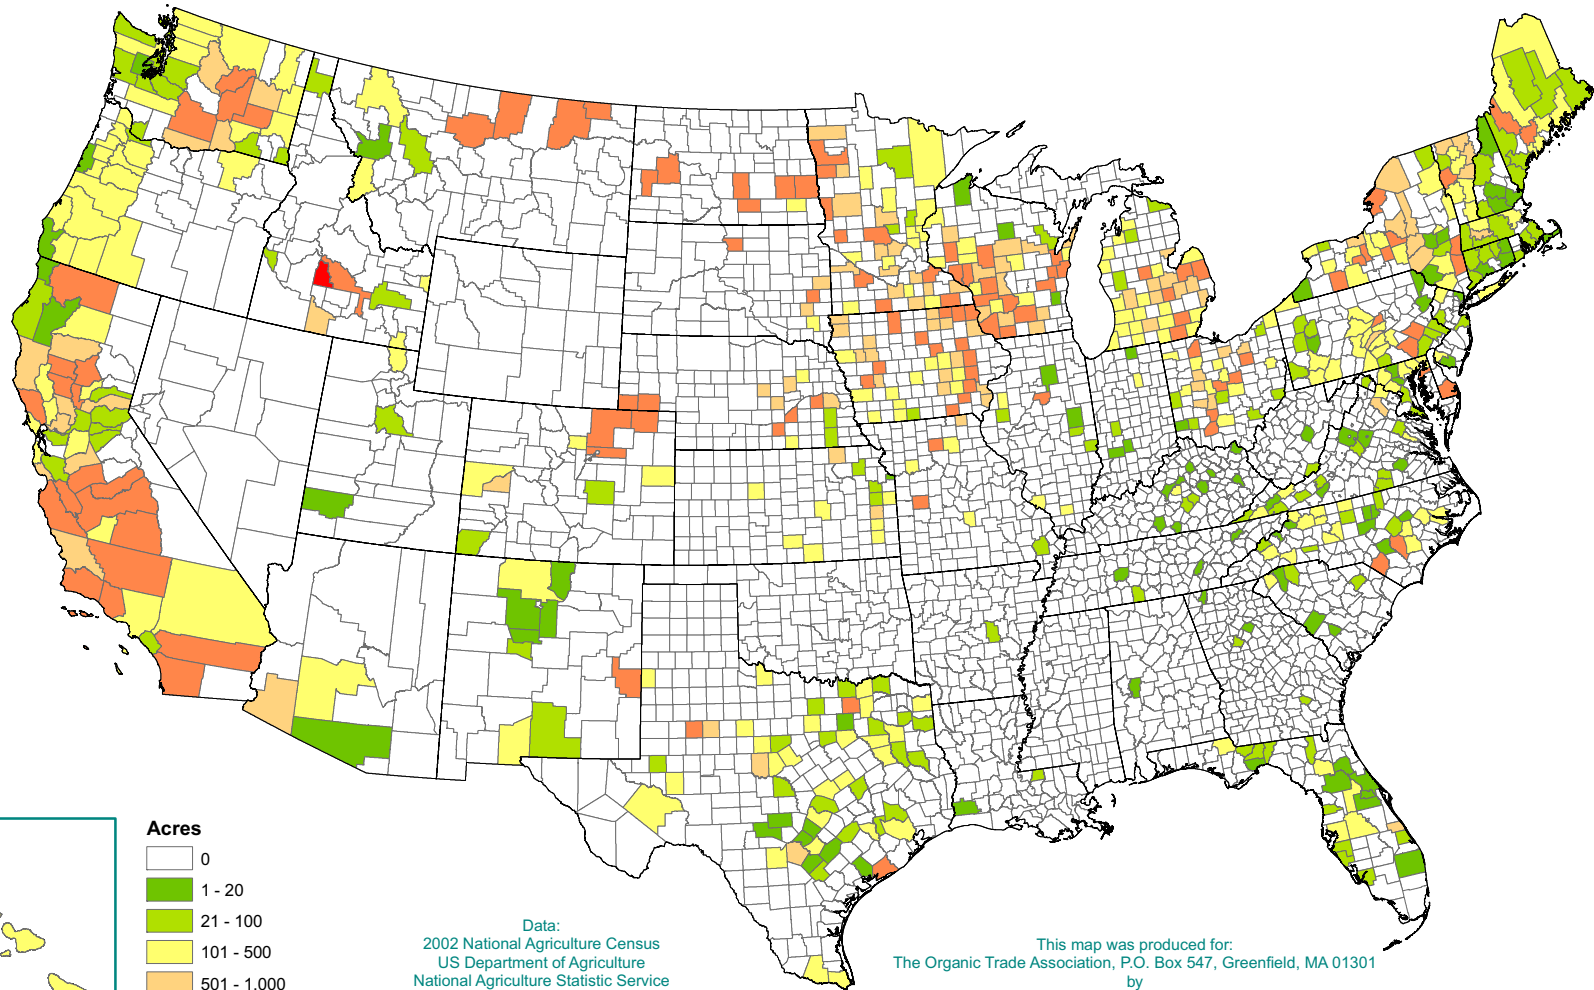 Acres
0
1 - 20
21 - 100
101 - 500
501 - 1,000
Data:
2002 National Agriculture Census
US Department of Agriculture
National Agriculture Statistic Service
This map was produced for:
The Organic Trade Association, P.O. Box 547, Greenfield, MA 01301
by